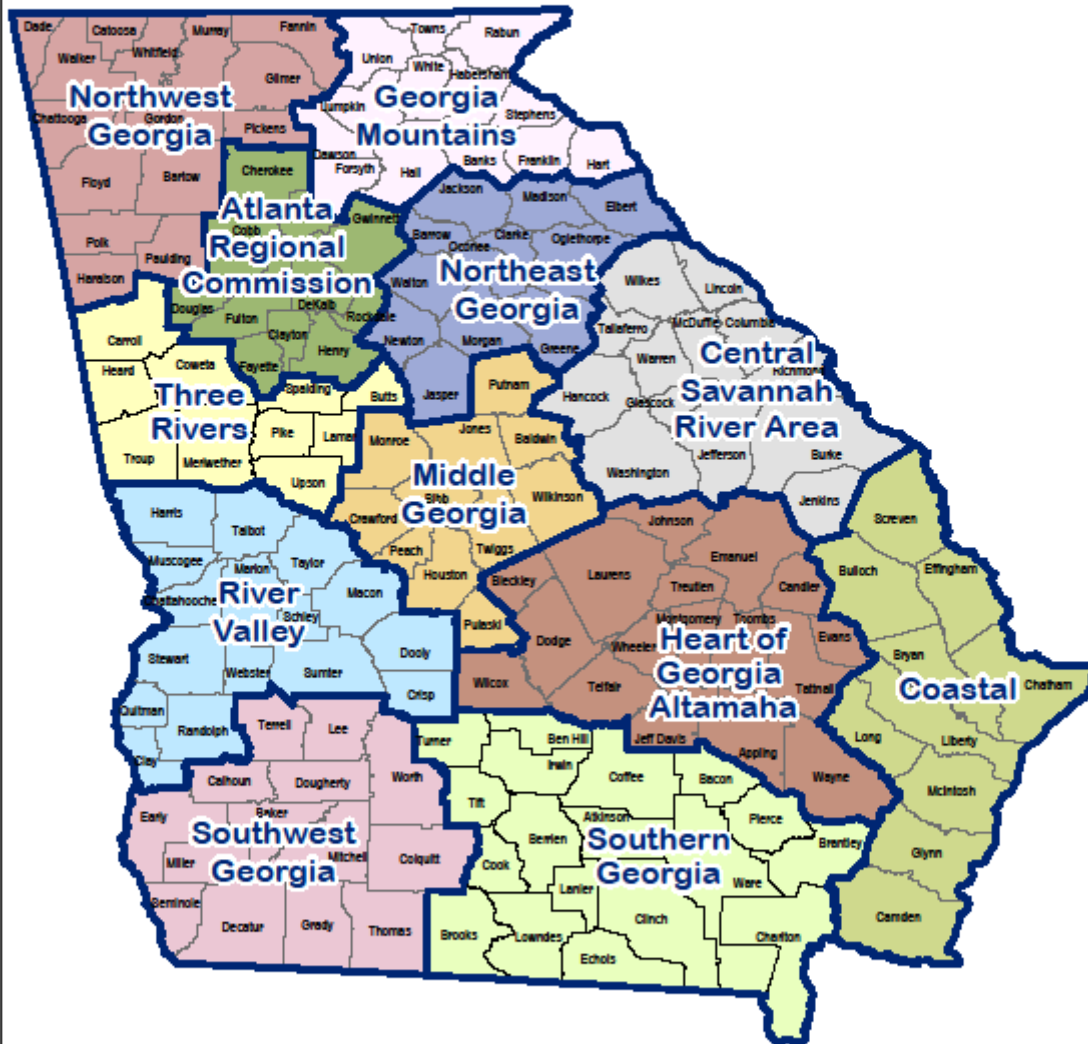 Dade
Catoosa
Murray
Fannin
Towns
Rabun
Walker
Whitfield
Union
White
Gilmer
Habersham
Northwest
Georgia
Georgia
Mountains
Chattooga
Gordon
Lumpkin
Stephens
Pickens
Dawson
Forsyth
Hall
Banks
Franklin
Hart
Floyd
Bartow
Cherokee
Jackson
Madison
Elbert
Atlanta
Regional
Commission
Cobb
Gwinnett
Barrow
Oconee
Clarke
Oglethorpe
Polk
Paulding
Haralson
Walton
Northeast
Georgia
Wilkes
Lincoln
Douglas
Fulton
DeKalb
Rockdale
Clayton
Henry
Fayette
Newton
Morgan
Greene
Jasper
Taliaferro
McDuffie
Columbia
Warren
Richmond
Central
Savannah
River Area
Carroll
Heard
Coweta
Three
Rivers
Spalding
Butts
Pike
Lamar
Troup
Meriwether
Upson
Putnam
Hancock
Glascock
Monroe
Jones
Baldwin
Washington
Jefferson
Burke
Jenkins
Middle
Georgia
Bibb
Wilkinson
Crawford
Peach
Twiggs
Houston
Pulaski
Harris
Talbot
Muscogee
Marion
Taylor
Macon
Chattahooche
River
Valley
Schley
Stewart
Webster
Sumter
Dooly
Crisp
Quitman
Randolph
Clay
Johnson
Emanuel
Bleckley
Laurens
Treutlen
Candler
Montgomery
Toombs
Dodge
Wheeler
Evans
Heart of
Georgia
Altamaha
Wilcox
Telfair
Tattnall
Jeff Davis
Appling
Wayne
Screven
Bulloch
Effingham
Bryan
Coastal
Chatham
Long
Liberty
McIntosh
Glynn
Camden
Terrell
Lee
Calhoun
Dougherty
Worth
Early
Baker
Southwest
Georgia
Miller
Mitchell
Colquitt
Seminole
Decatur
Grady
Thomas
Turner
Ben Hill
Irwin
Coffee
Bacon
Tift
Atkinson
Pierce
Berrien
Southern
Georgia
Brantley
Cook
Lanier
Ware
Clinch
Brooks
Lowndes
Charlton
Echols